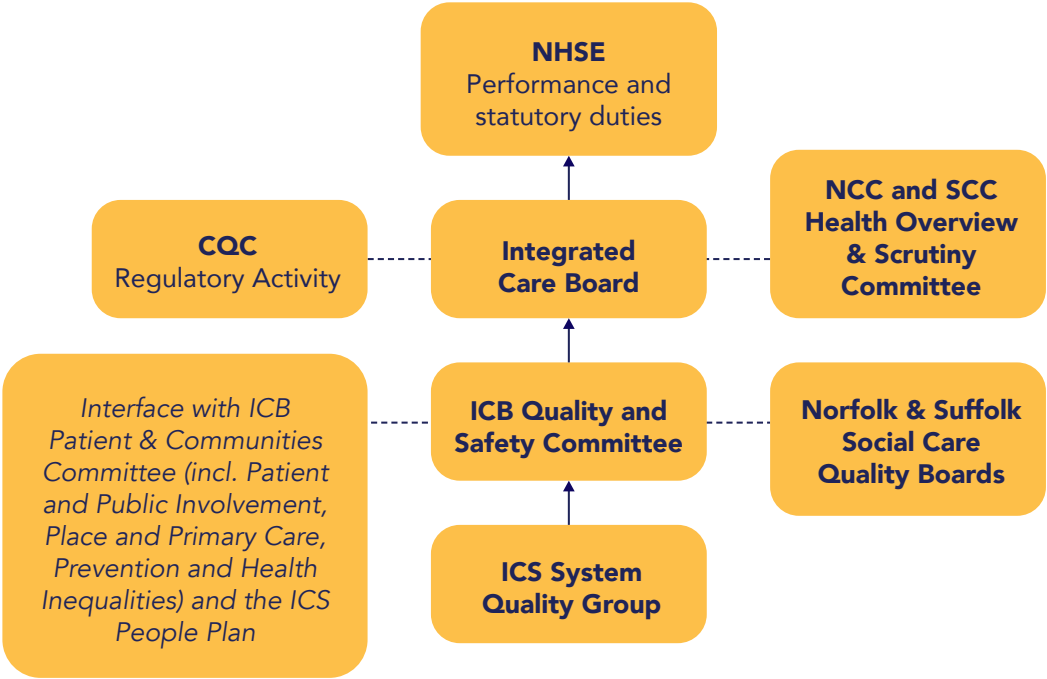 NHSE
Performance and
statutory duties
CQC
Regulatory Activity
Integrated
Care Board
NCC and SCC
Health Overview
& Scrutiny
Committee
Interface with ICB
Patient & Communities
Committee (incl. Patient
and Public Involvement,
Place and Primary Care,
Prevention and Health
Inequalities) and the ICS
People Plan
ICB Quality and
Safety Committee
Norfolk & Suffolk
Social Care
Quality Boards
ICS System
Quality Group